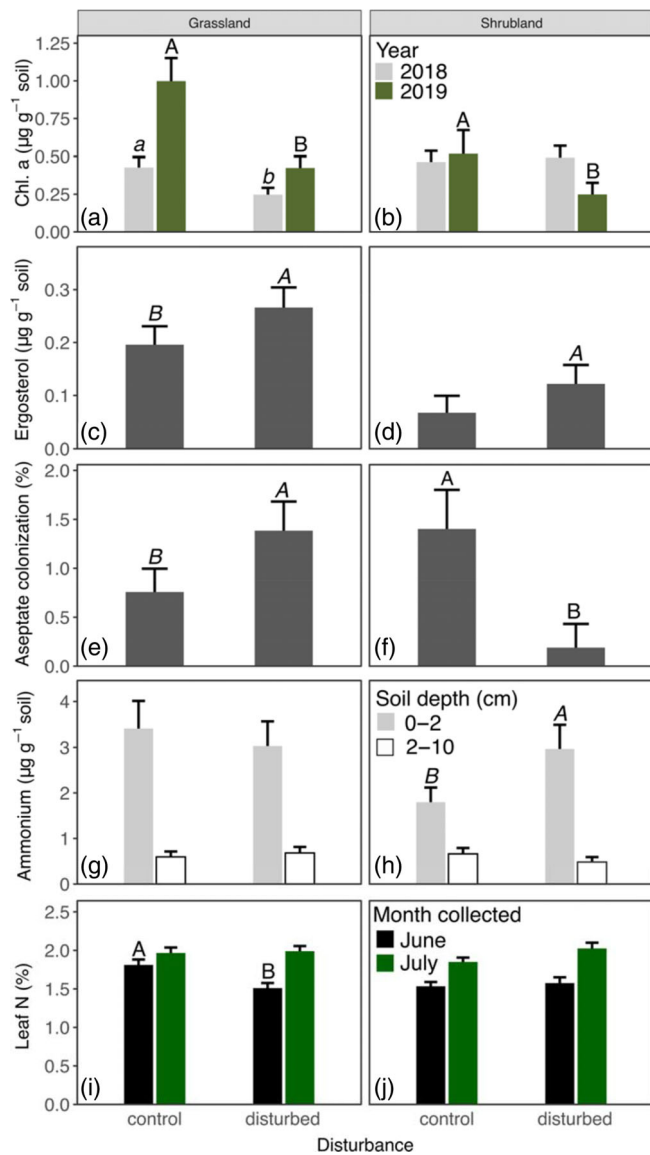 Grassland
Shrubland
Chl. a (µg g⁻¹ soil)
1.25
1.00
0.75
0.50
0.25
0.00
a
A
b
B
(a)
Year
2018
2019
A
B
(b)
Ergosterol (µg g⁻¹ soil)
0.3
0.2
0.1
0.0
B
A
(c)
A
(d)
Aseptate colonization (%)
2.0
1.5
1.0
0.5
0.0
B
A
(e)
A
B
(f)
Ammonium (µg g⁻¹ soil)
4
3
2
1
0
(g)
Soil depth (cm)
0–2
2–10
B
A
(h)
Leaf N (%)
2.5
2.0
1.5
1.0
0.5
0.0
A
B
(i)
Month collected
June
July
(j)
control disturbed control disturbed
Disturbance